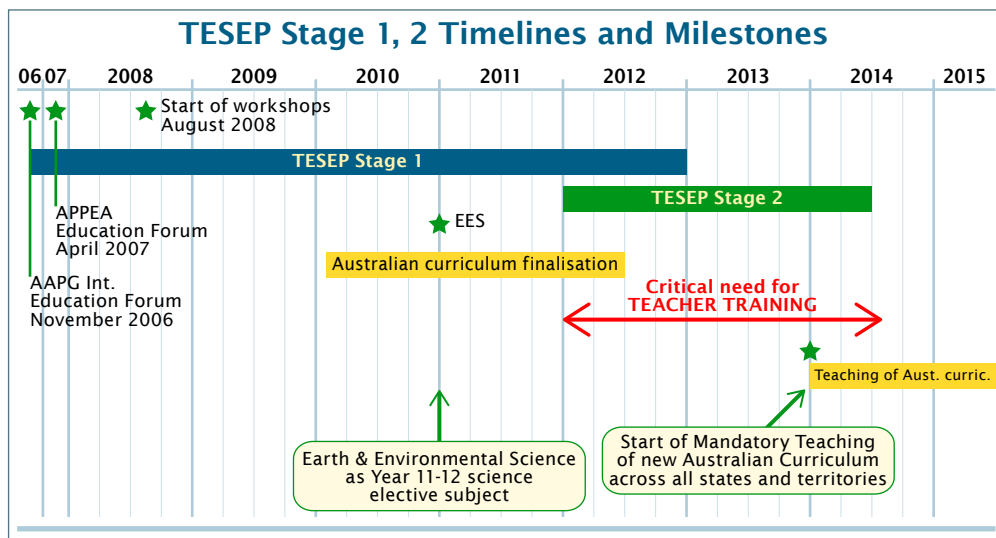 TESEP Stage 1, 2 Timelines and Milestones
06 07 2008 2009 2010 2011 2012 2013 2014 2015
Start of workshops
August 2008
TESEP Stage 1
TESEP Stage 2
APPEA
Education Forum
April 2007
EES
Australian curriculum finalisation
AAPG Int.
Education Forum
November 2006
Critical need for
TEACHER TRAINING
Teaching of Aust. curric.
Earth & Environmental Science
as Year 11-12 science
elective subject
Start of Mandatory Teaching
of new Australian Curriculum
across all states and territories